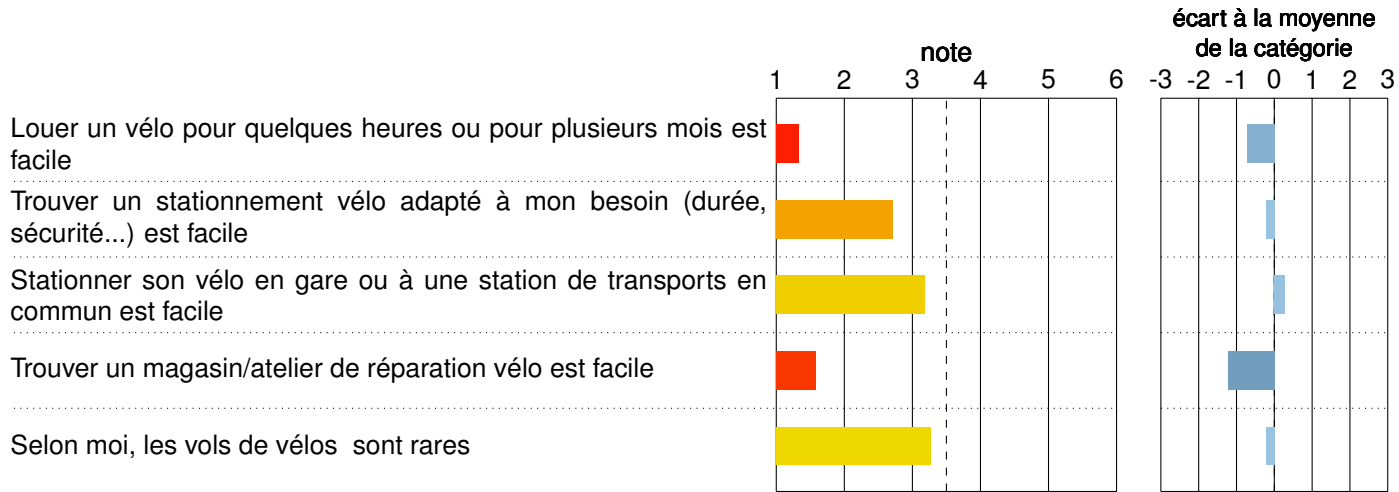 écart à la moyenne
note de la catégorie
1 2 3 4 5 6 -3 -2 -1 0 1 2 3
Louer un vélo pour quelques heures ou pour plusieurs mois est
facile
Trouver un stationnement vélo adapté à mon besoin (durée,
sécurité...) est facile
Stationner son vélo en gare ou à une station de transports en
commun est facile
Trouver un magasin/atelier de réparation vélo est facile
Selon moi, les vols de vélos sont rares